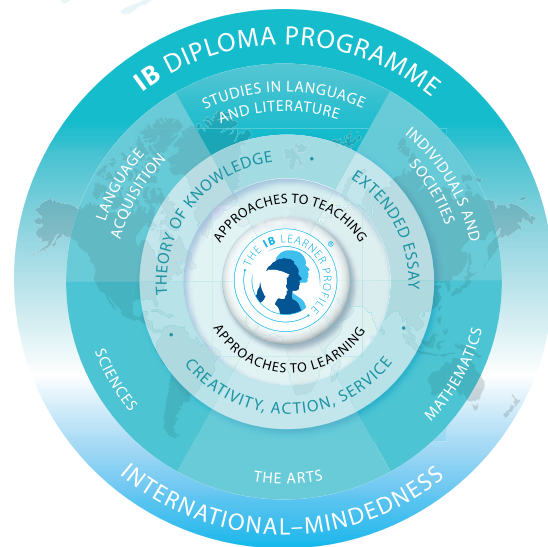 IB DIPLOMA PROGRAMME
STUDIES IN LANGUAGE
AND LITERATURE
LANGUAGE
ACQUISITION
INDIVIDUALS AND
SOCIETIES
THEORY OF KNOWLEDGE
EXTENDED ESSAY
APPROACHES TO TEACHING
THE IB LEARNER PROFILE ®
APPROACHES TO LEARNING
CREATIVITY, ACTION, SERVICE
SCIENCES
MATHEMATICS
THE ARTS
INTERNATIONAL–MINDEDNESS